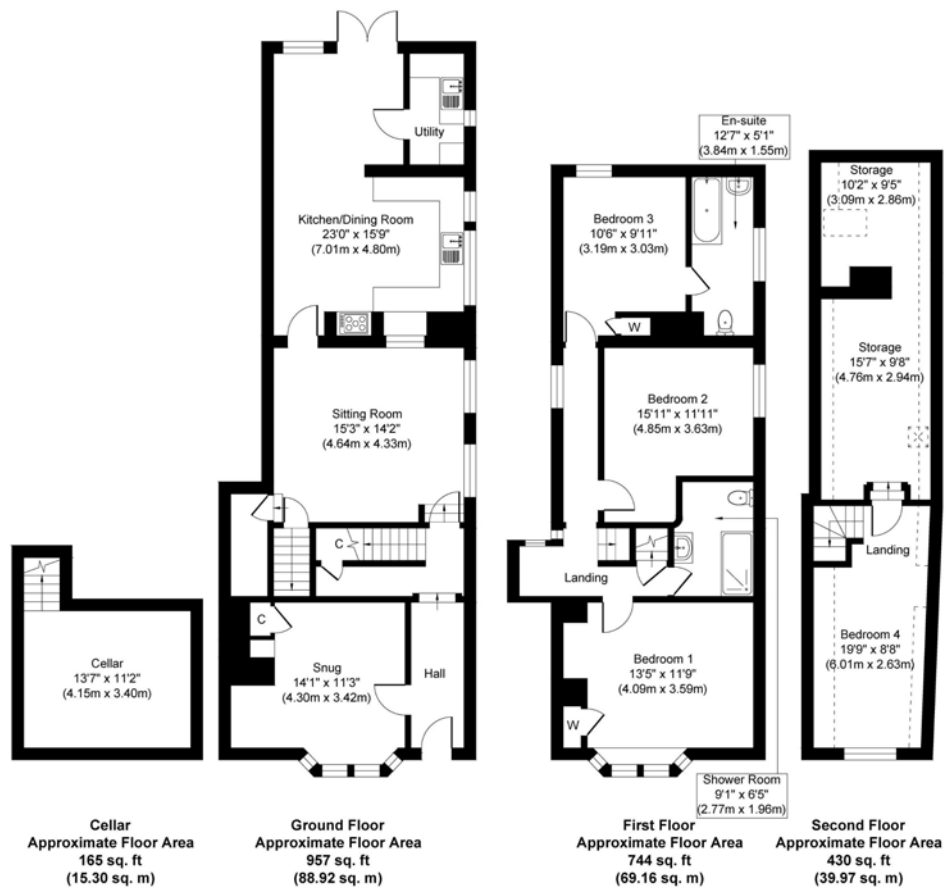 Cellar
13'7" x 11'2"
(4.15m x 3.40m)
Cellar
Approximate Floor Area
165 sq. ft
(15.30 sq. m)
Utility
Kitchen/Dining Room
23'0" x 15'9"
(7.01m x 4.80m)
Sitting Room
15'3" x 14'2"
(4.64m x 4.33m)
C
C
Snug
14'1" x 11'3"
(4.30m x 3.42m)
Hall
Ground Floor
Approximate Floor Area
957 sq. ft
(88.92 sq. m)
En-suite
12'7" x 5'1"
(3.84m x 1.55m)
Bedroom 3
10'6" x 9'11"
(3.19m x 3.03m)
W
Bedroom 2
15'11" x 11'11"
(4.85m x 3.63m)
Landing
Bedroom 1
13'5" x 11'9"
(4.09m x 3.59m)
W
Shower Room
9'1" x 6'5"
(2.77m x 1.96m)
First Floor
Approximate Floor Area
744 sq. ft
(69.16 sq. m)
Storage
10'2" x 9'5"
(3.09m x 2.86m)
Storage
15'7" x 9'8"
(4.76m x 2.94m)
Landing
Bedroom 4
19'9" x 8'8"
(6.01m x 2.63m)
Second Floor
Approximate Floor Area
430 sq. ft
(39.97 sq. m)